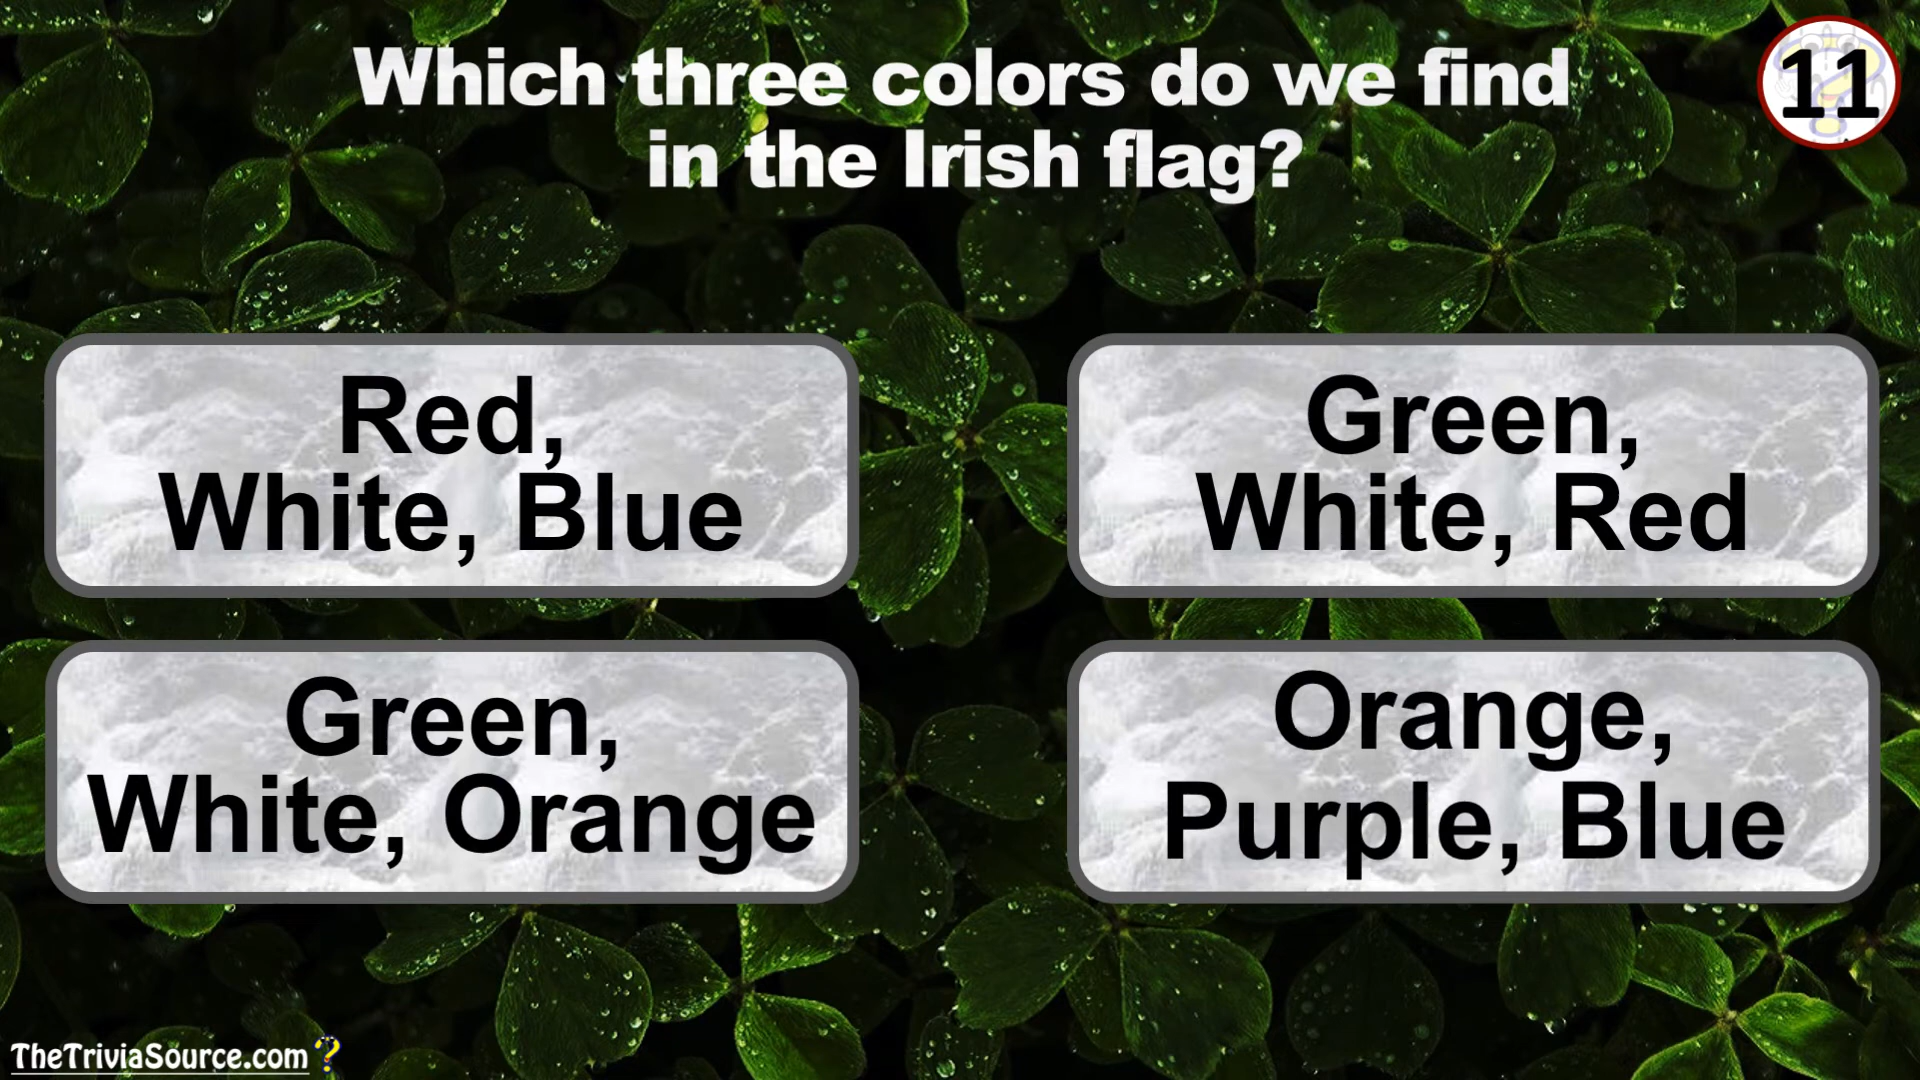 Which three colors do we find
in the Irish flag?
11
Red,
White, Blue
Green,
White, Red
Green,
White, Orange
Orange,
Purple, Blue
TheTriviaSource.com?